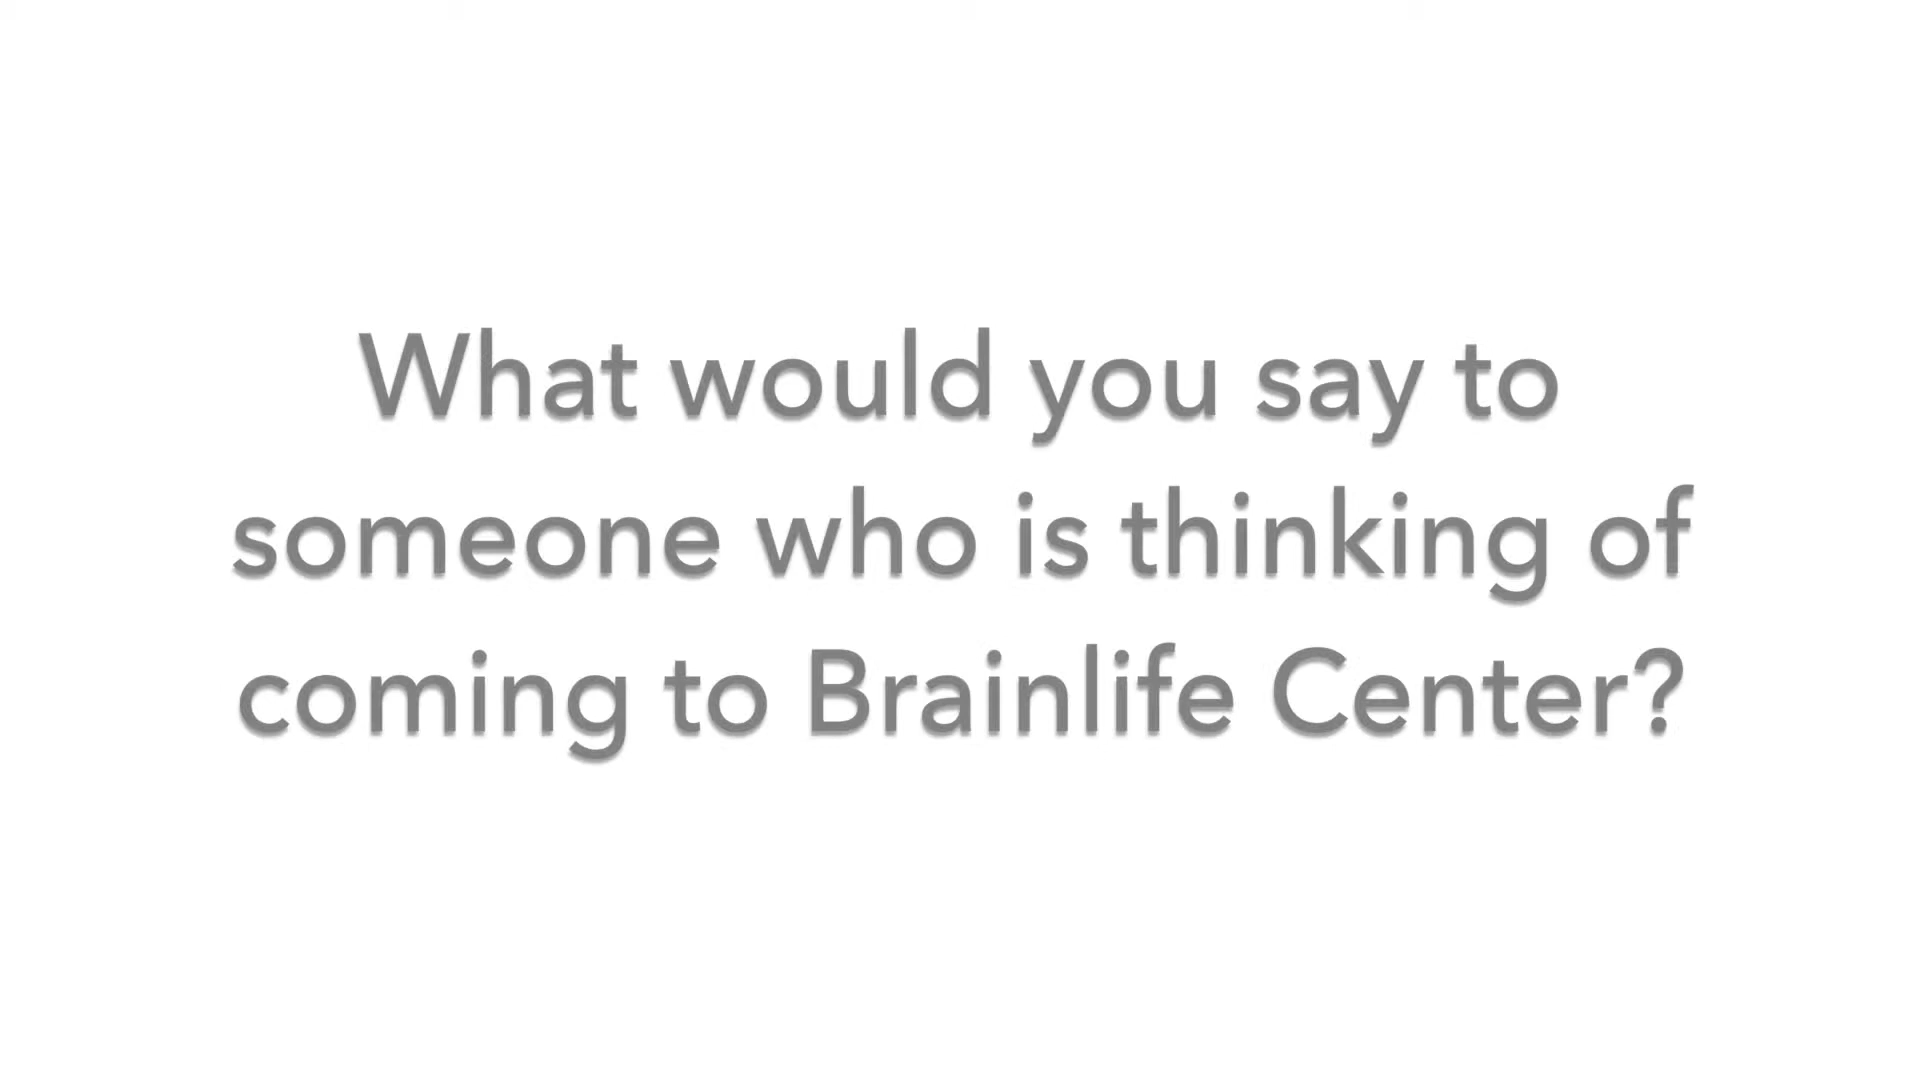 What would you say to
someone who is thinking of
coming to Brainlife Center?